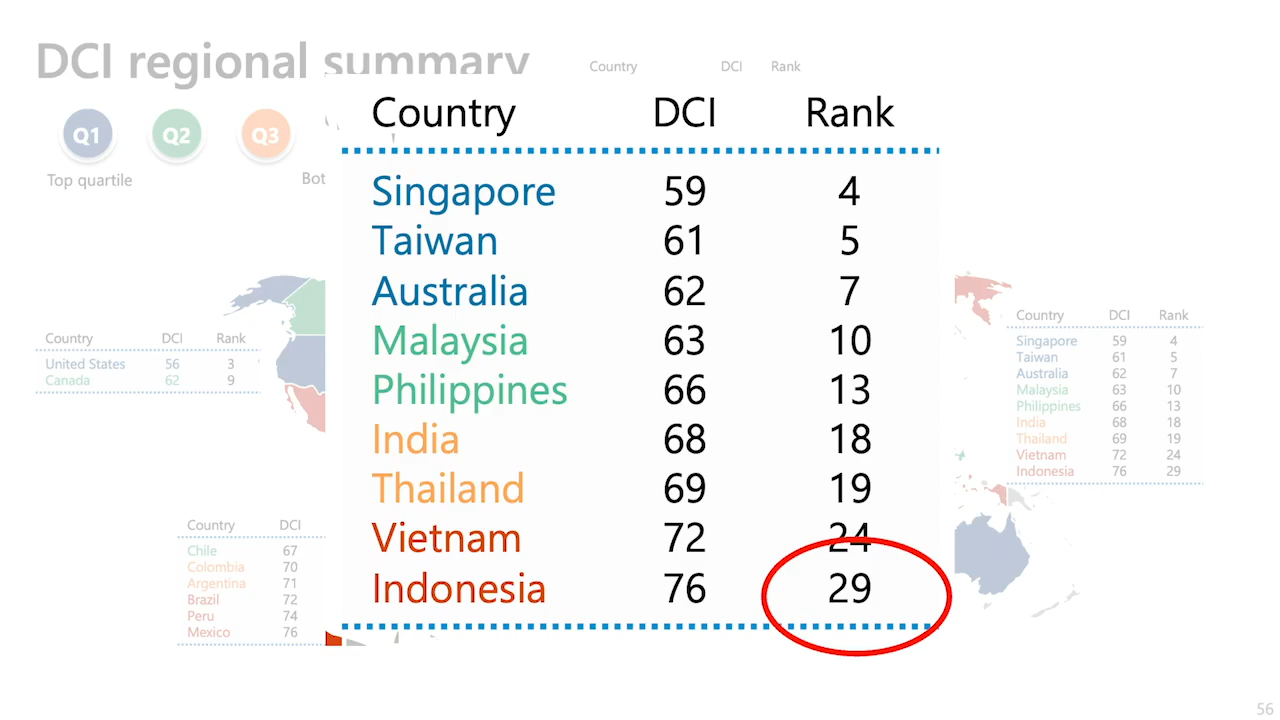 DCI regional summary
Country DCI Rank
Q1 Q2 Q3
Top quartile
Bot
Country DCI Rank
Singapore 59 4
Taiwan 61 5
Australia 62 7
Malaysia 63 10
Philippines 66 13
India 68 18
Thailand 69 19
Vietnam 72 24
Indonesia 76 29
Country DCI Rank
United States 56 3
Canada 62 9
Country DCI
Chile 67
Colombia 70
Argentina 71
Brazil 72
Peru 74
Mexico 76
Country DCI Rank
Singapore 59 4
Taiwan 61 5
Australia 62 7
Malaysia 63 10
Philippines 66 13
India 68 18
Thailand 69 19
Vietnam 72 24
Indonesia 76 29
56